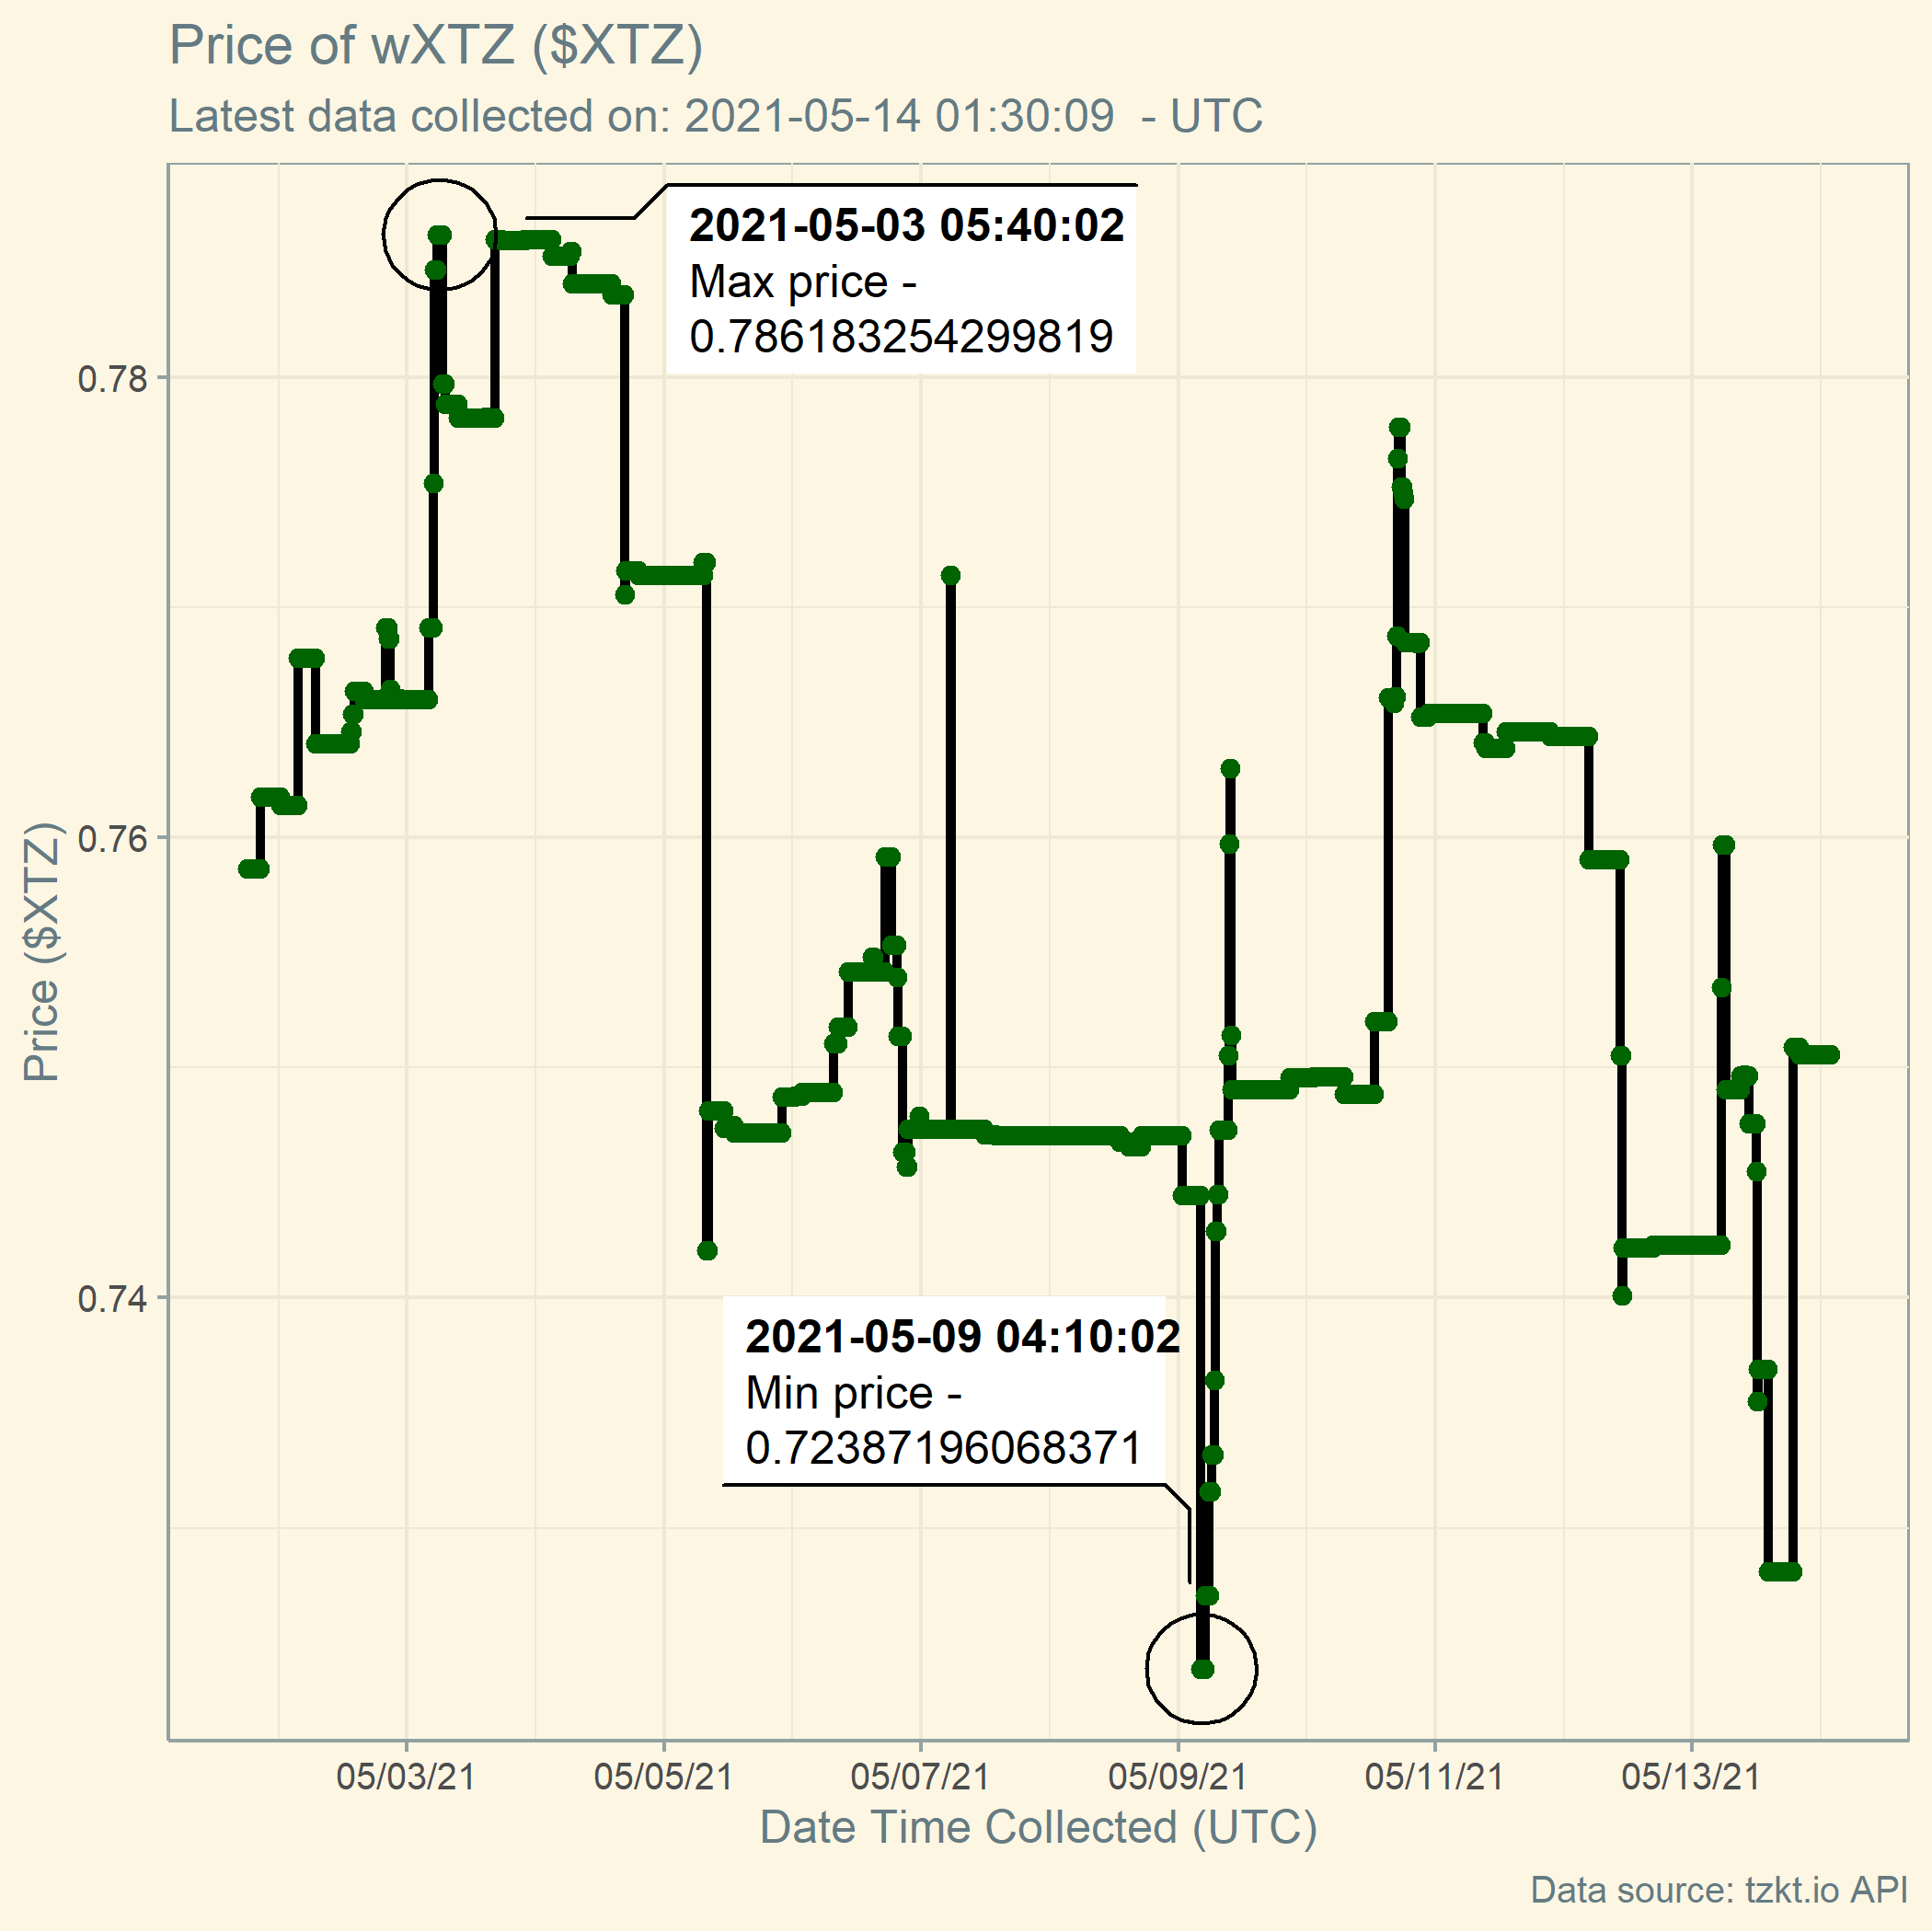 Price of wXTZ ($XTZ)
Latest data collected on: 2021-05-14 01:30:09  - UTC
2021-05-03 05:40:02
Max price -
0.786183254299819
0.78
0.76
0.74
Price ($XTZ)
2021-05-09 04:10:02
Min price -
0.72387196068371
05/03/21
05/05/21
05/07/21
05/09/21
05/11/21
05/13/21
Date Time Collected (UTC)
Data source: tzkt.io API